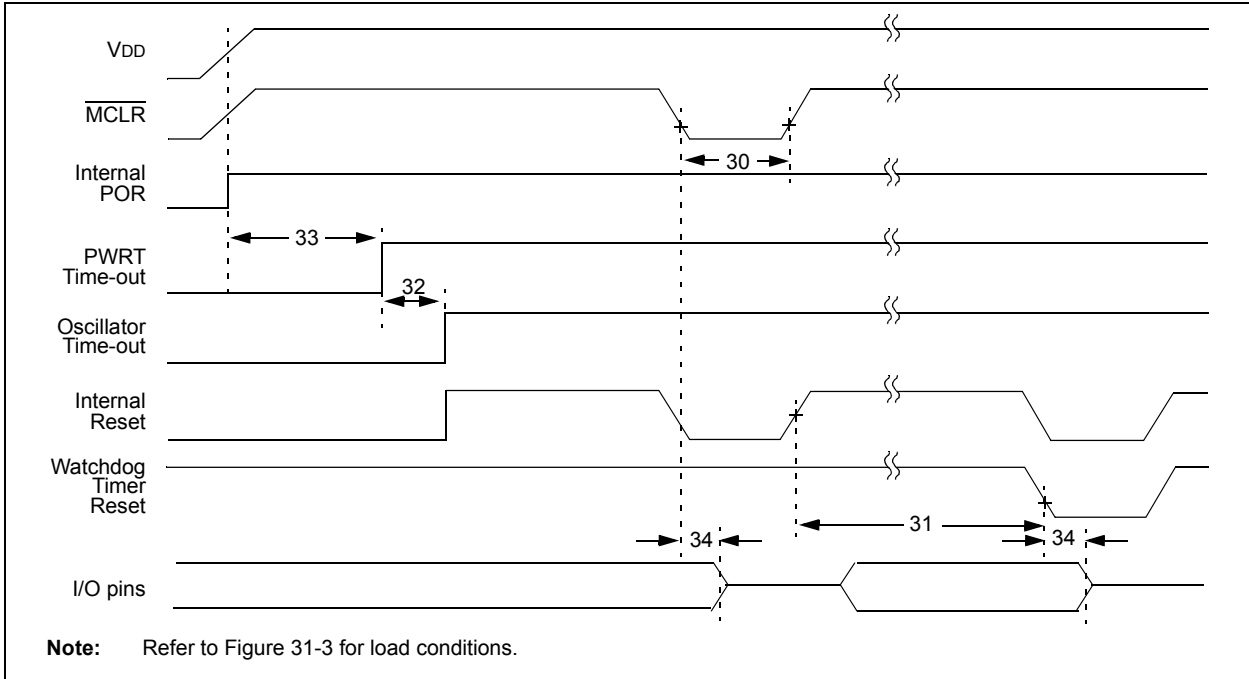 VDD
MCLR
30
Internal
POR
33
PWRT
Time-out
32
Oscillator
Time-out
Internal
Reset
Watchdog
Timer
Reset
31
34
34
I/O pins
Note: Refer to Figure 31-3 for load conditions.